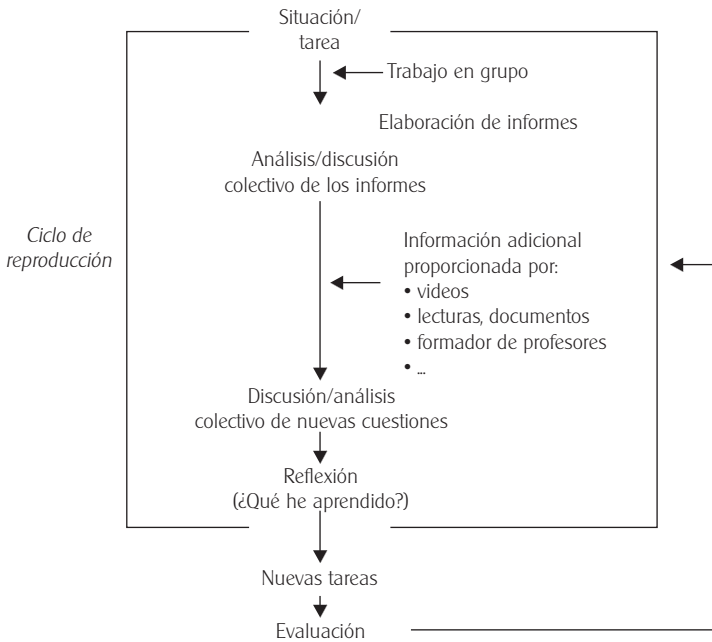 Situación/
tarea
Trabajo en grupo
Elaboración de informes
Análisis/discusión
colectivo de los informes
Ciclo de
reproducción
Información adicional
proporcionada por:
• videos
• lecturas, documentos
• formador de profesores
• ...
Discusión/análisis
colectivo de nuevas cuestiones
Reflexión
(¿Qué he aprendido?)
Nuevas tareas
Evaluación